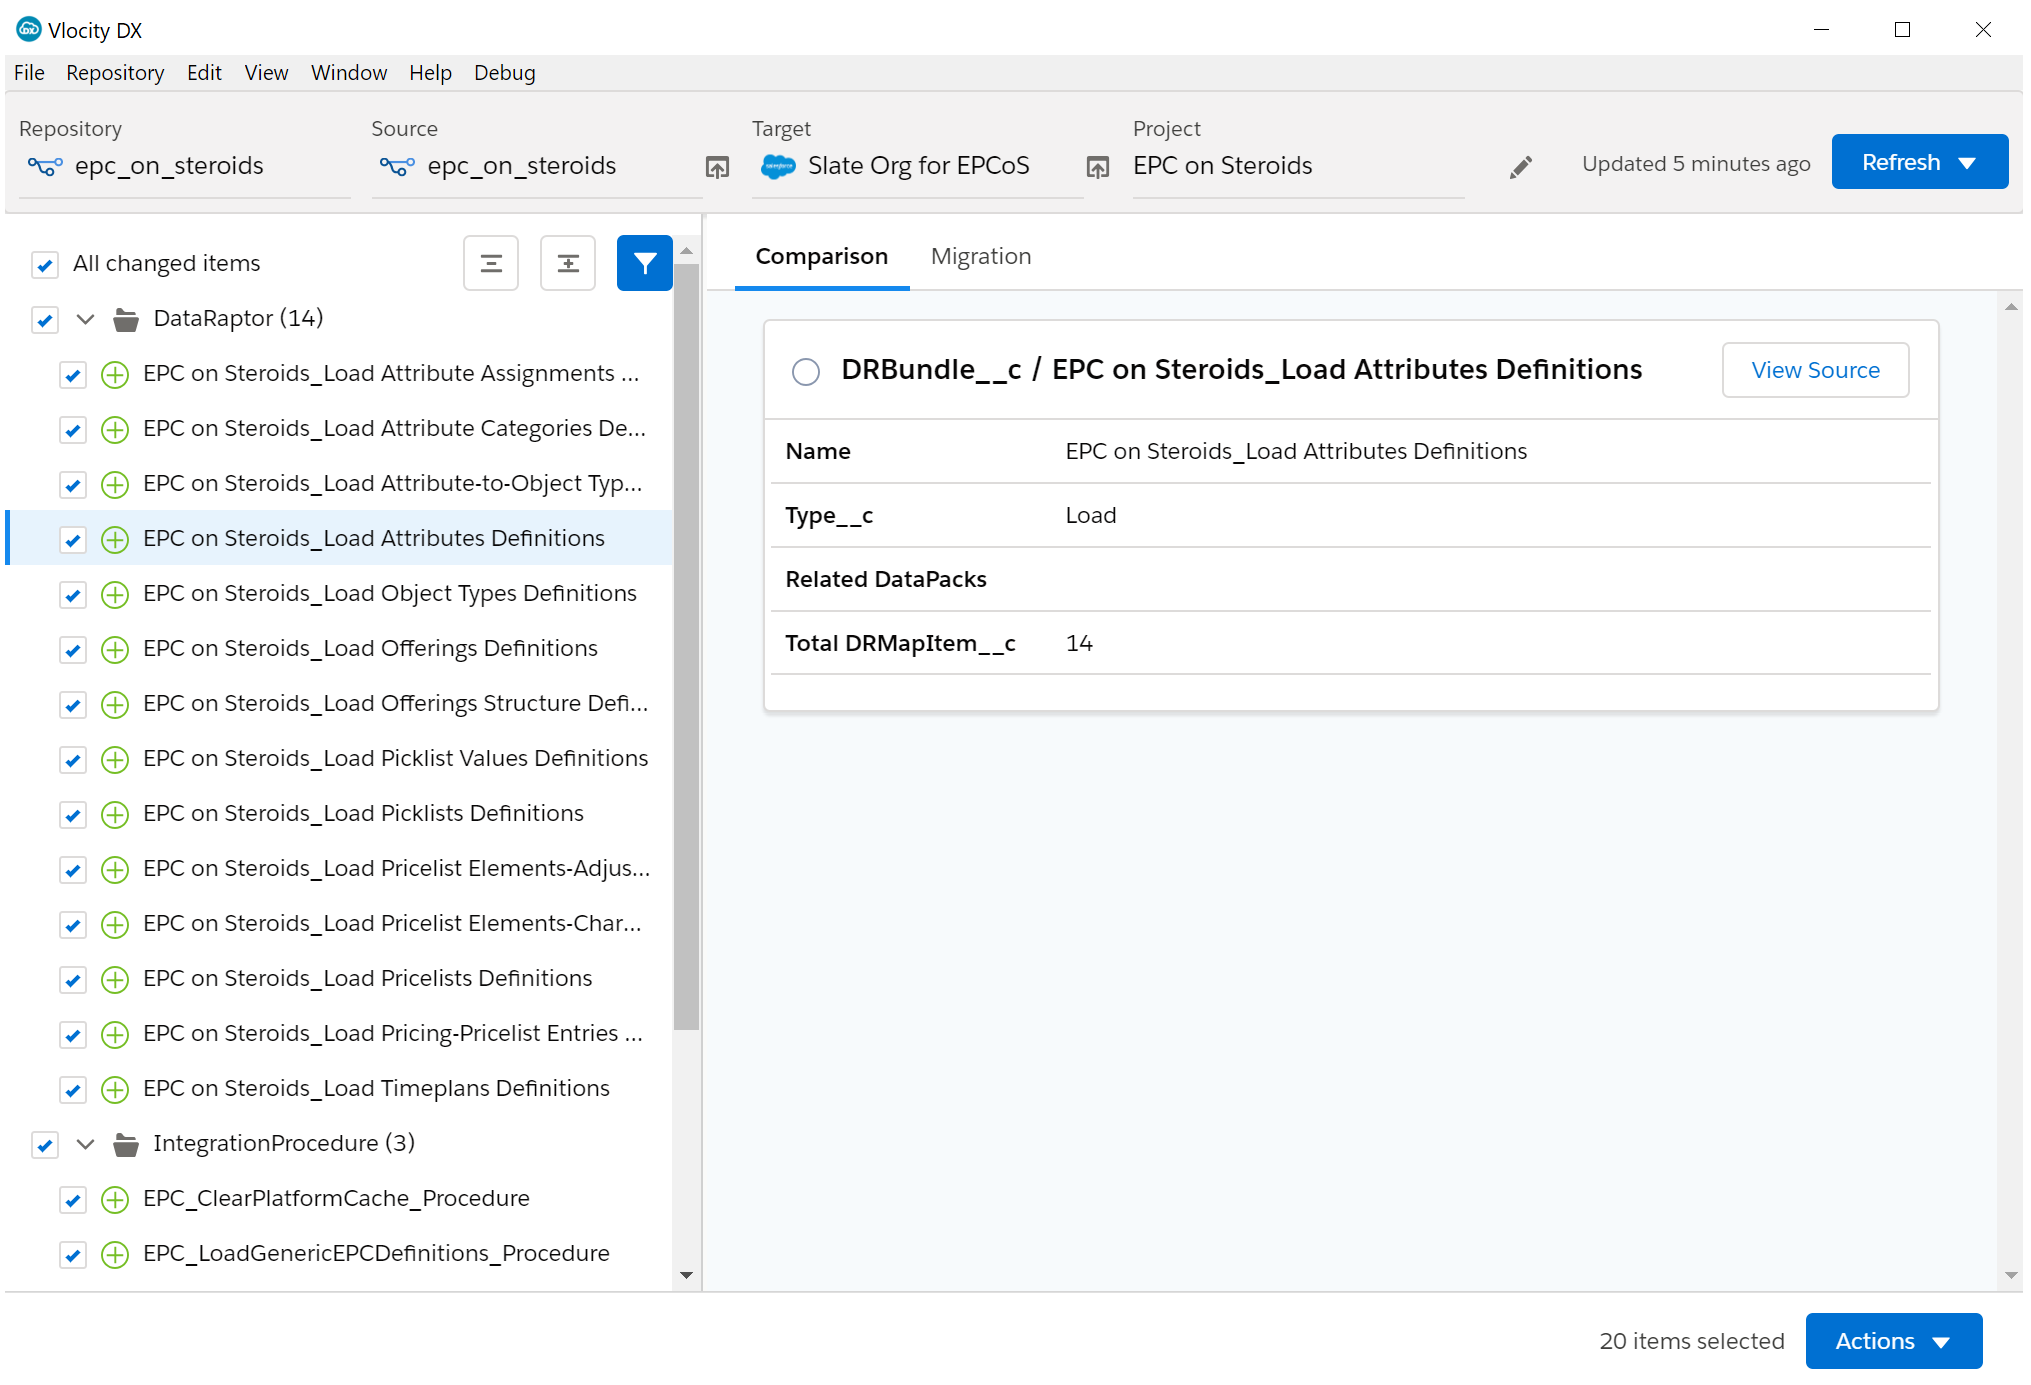 Vlocity DX
File Repository Edit View Window Help Debug
Repository Source Target Project
epc_on_steroids epc_on_steroids Slate Org for EPCoS EPC on Steroids Updated 5 minutes ago Refresh
All changed items
DataRaptor (14)
EPC on Steroids_Load Attribute Assignments ...
EPC on Steroids_Load Attribute Categories De...
EPC on Steroids_Load Attribute-to-Object Typ...
EPC on Steroids_Load Attributes Definitions
EPC on Steroids_Load Object Types Definitions
EPC on Steroids_Load Offerings Definitions
EPC on Steroids_Load Offerings Structure Defi...
EPC on Steroids_Load Picklist Values Definitions
EPC on Steroids_Load Picklists Definitions
EPC on Steroids_Load Pricelist Elements-Adjus...
EPC on Steroids_Load Pricelist Elements-Char...
EPC on Steroids_Load Pricelists Definitions
EPC on Steroids_Load Pricing-Pricelist Entries ...
EPC on Steroids_Load Timeplans Definitions
IntegrationProcedure (3)
EPC_ClearPlatformCache_Procedure
EPC_LoadGenericEPCDefinitions_Procedure
Comparison Migration
DRBundle__c / EPC on Steroids_Load Attributes Definitions View Source
Name EPC on Steroids_Load Attributes Definitions
Type__c Load
Related DataPacks
Total DRMapItem__c 14
20 items selected Actions